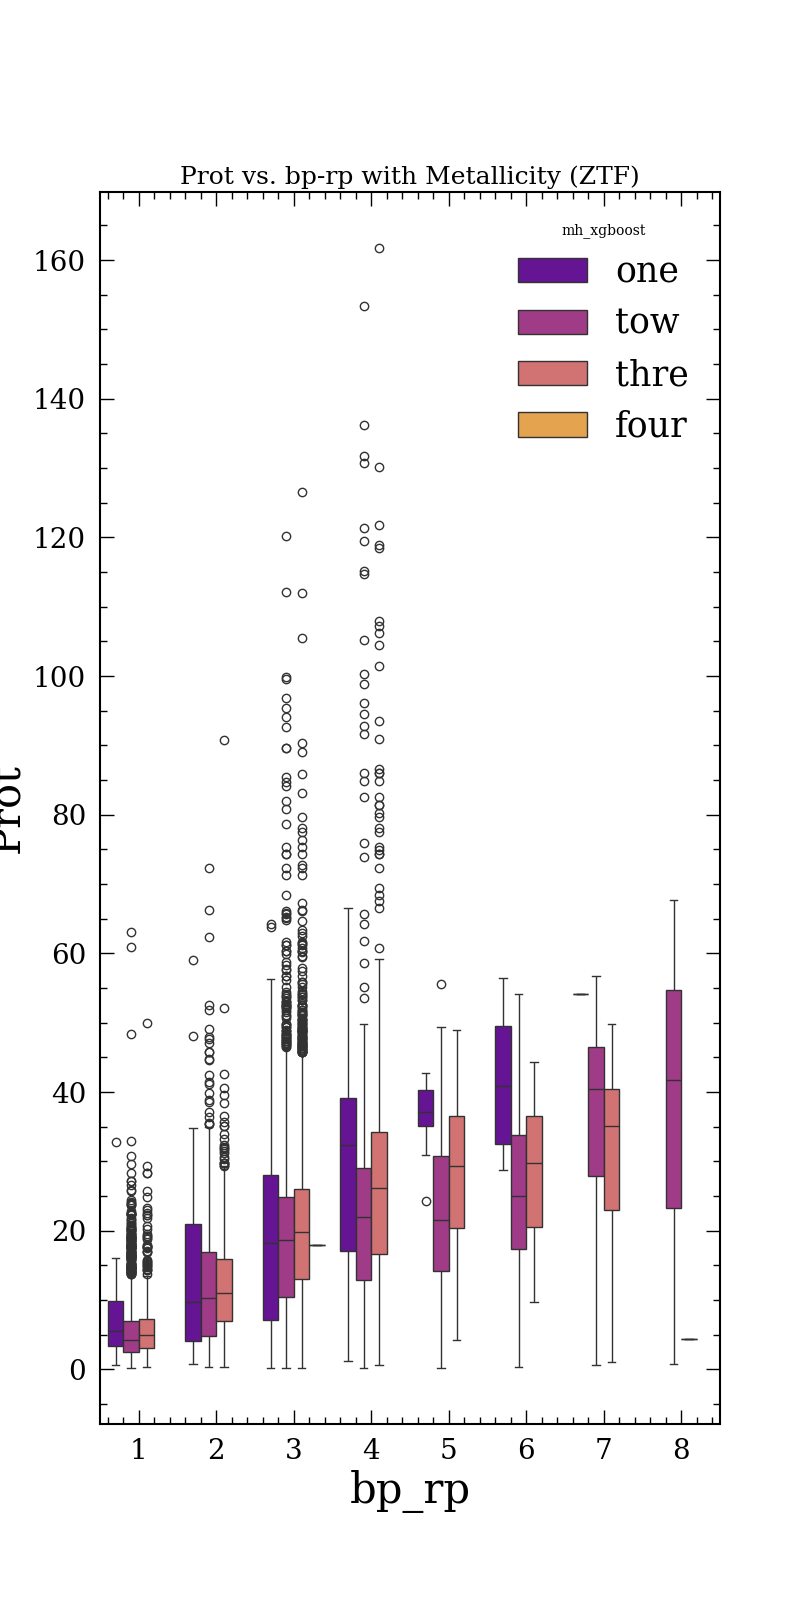 Prot vs. bp-rp with Metallicity (ZTF)
mh_xgboost
one
tow
thre
four
160
140
120
100
80
60
40
20
0
Prot
1 2 3 4 5 6 7 8
bp_rp